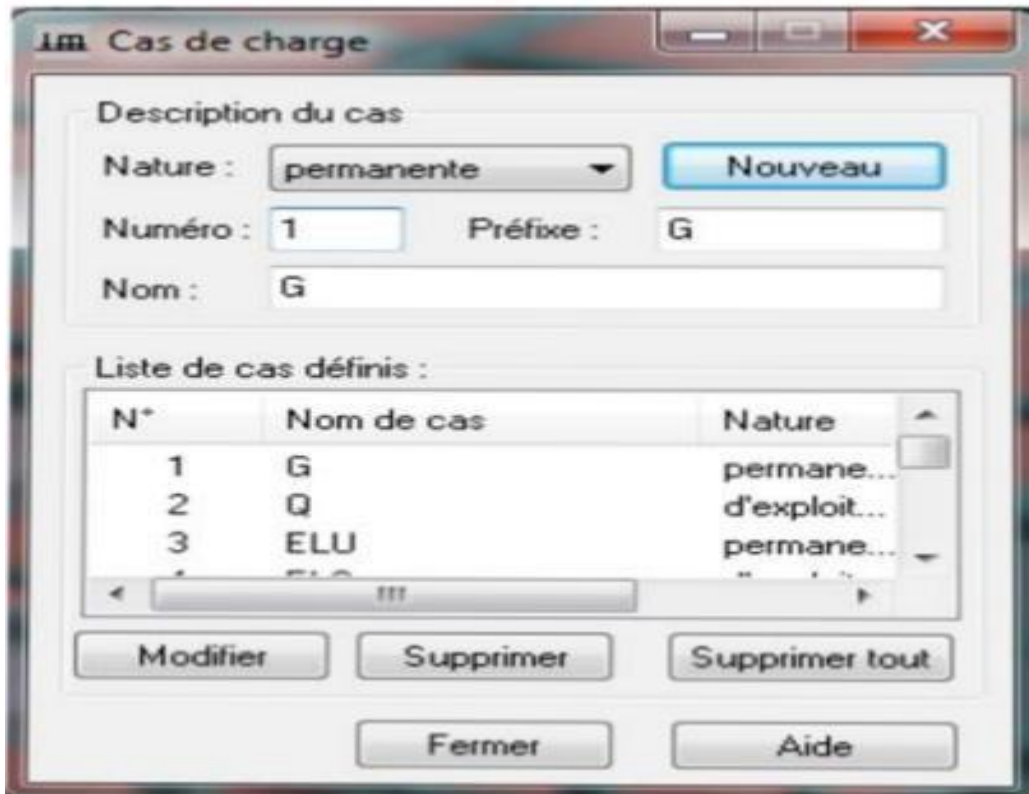 Cas de charge
Description du cas
Nature : permanente Nouveau
Numéro : 1 Préfixe : G
Nom : G
Liste de cas définis :
N° Nom de cas Nature
1 G permane...
2 Q d'exploit...
3 ELU permane...
Modifier Supprimer Supprimer tout
Fermer Aide